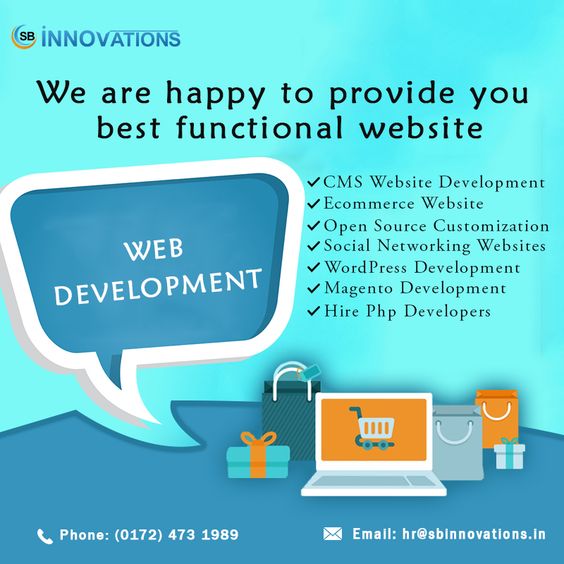 SB INNOVATIONS
We are happy to provide you
best functional website
WEB
DEVELOPMENT
CMS Website Development
Ecommerce Website
Open Source Customization
Social Networking Websites
WordPress Development
Magento Development
Hire Php Developers
Phone: (0172) 473 1989
Email: hr@sbinnovations.in